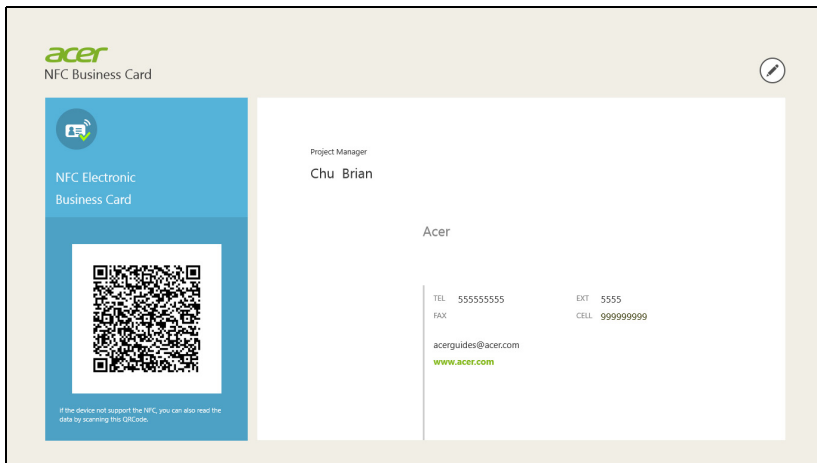 acer
NFC Business Card
NFC Electronic
Business Card
If the device not support the NFC, you can also read the
data by scanning this QRCode.
Project Manager
Chu Brian
Acer
TEL 555555555 EXT 5555
FAX CELL 999999999
acerguides@acer.com
www.acer.com